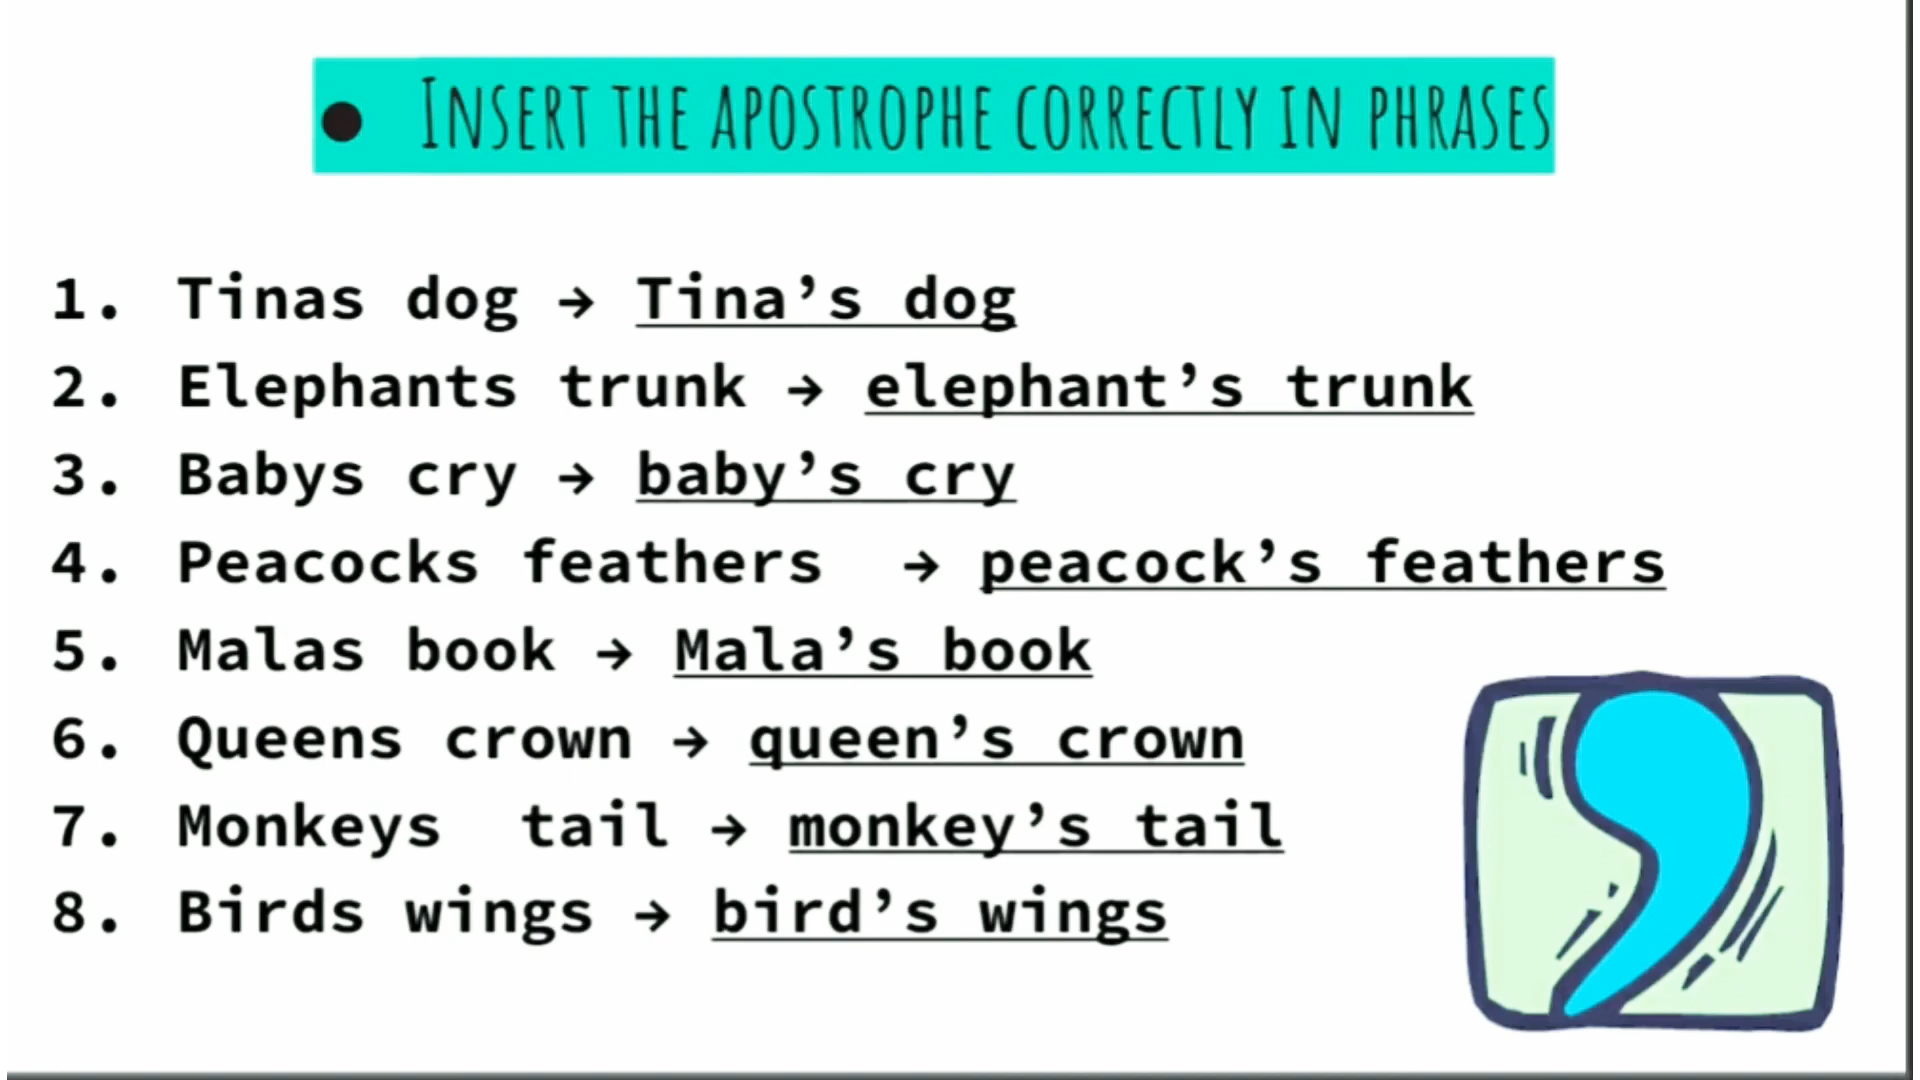 ● Insert the apostrophe correctly in phrases
1. Tinas dog → Tina’s dog
2. Elephants trunk → elephant’s trunk
3. Babys cry → baby’s cry
4. Peacocks feathers → peacock’s feathers
5. Malas book → Mala’s book
6. Queens crown → queen’s crown
7. Monkeys tail → monkey’s tail
8. Birds wings → bird’s wings